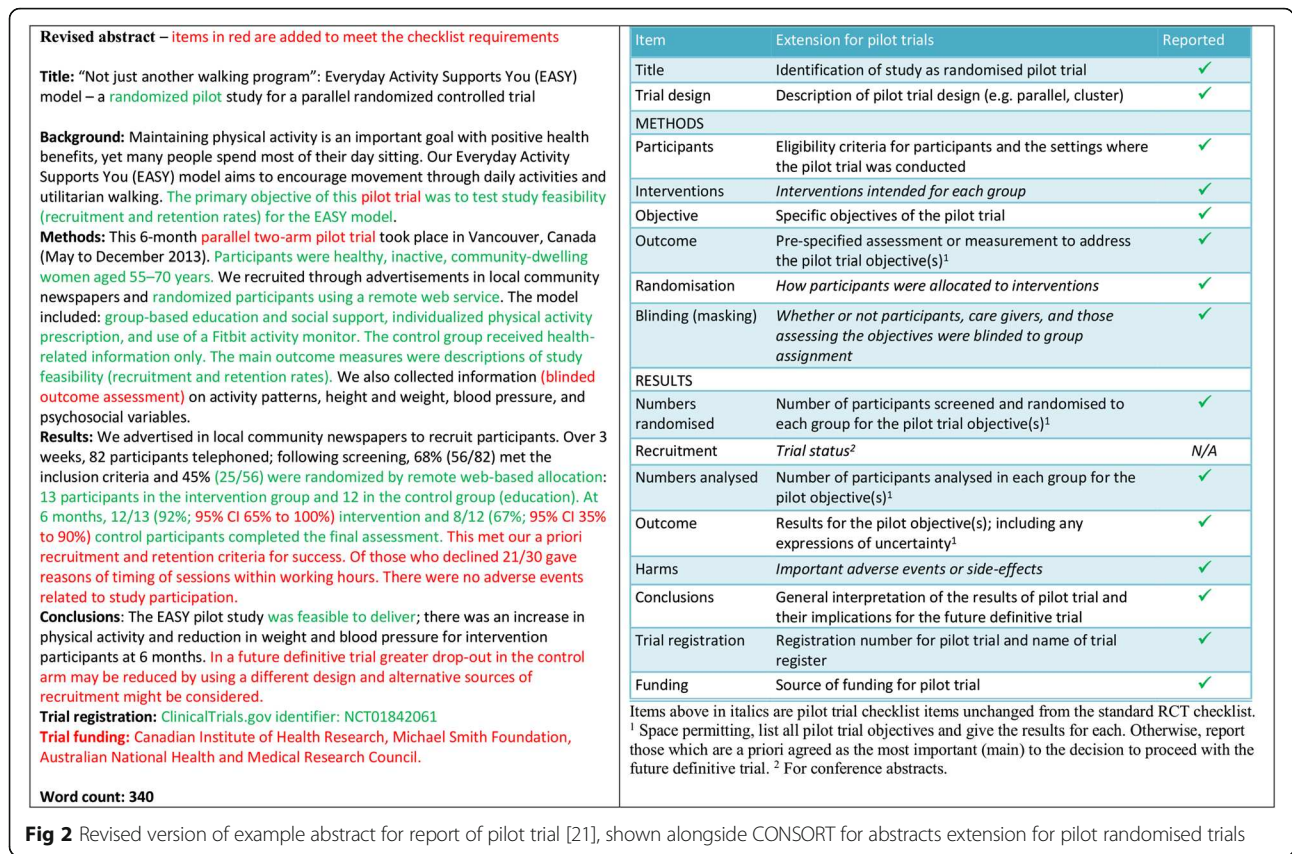 Revised abstract – items in red are added to meet the checklist requirements
Title: "Not just another walking program": Everyday Activity Supports You (EASY)
model – a randomized pilot study for a parallel randomized controlled trial
Background: Maintaining physical activity is an important goal with positive health
benefits, yet many people spend most of their day sitting. Our Everyday Activity
Supports You (EASY) model aims to encourage movement through daily activities and
utilitarian walking. The primary objective of this pilot trial was to test study feasibility
(recruitment and retention rates) for the EASY model.
Methods: This 6-month parallel two-arm pilot trial took place in Vancouver, Canada
(May to December 2013). Participants were healthy, inactive, community-dwelling
women aged 55–70 years. We recruited through advertisements in local community
newspapers and randomized participants using a remote web service. The model
included: group-based education and social support, individualized physical activity
prescription, and use of a Fitbit activity monitor. The control group received health-
related information only. The main outcome measures were descriptions of study
feasibility (recruitment and retention rates). We also collected information (blinded
outcome assessment) on activity patterns, height and weight, blood pressure, and
psychosocial variables.
Results: We advertised in local community newspapers to recruit participants. Over 3
weeks, 82 participants telephoned; following screening, 68% (56/82) met the
inclusion criteria and 45% (25/56) were randomized by remote web-based allocation:
13 participants in the intervention group and 12 in the control group (education). At
6 months, 12/13 (92%; 95% CI 65% to 100%) intervention and 8/12 (67%; 95% CI 35%
to 90%) control participants completed the final assessment. This met our a priori
recruitment and retention criteria for success. Of those who declined 21/30 gave
reasons of timing of sessions within working hours. There were no adverse events
related to study participation.
Conclusions: The EASY pilot study was feasible to deliver; there was an increase in
physical activity and reduction in weight and blood pressure for intervention
participants at 6 months. In a future definitive trial greater drop-out in the control
arm may be reduced by using a different design and alternative sources of
recruitment might be considered.
Trial registration: ClinicalTrials.gov identifier: NCT01842061
Trial funding: Canadian Institute of Health Research, Michael Smith Foundation,
Australian National Health and Medical Research Council.
Word count: 340
Item Extension for pilot trials Reported
Title Identification of study as randomised pilot trial ✓
Trial design Description of pilot trial design (e.g. parallel, cluster) ✓
METHODS
Participants Eligibility criteria for participants and the settings where ✓
the pilot trial was conducted
Interventions Interventions intended for each group ✓
Objective Specific objectives of the pilot trial ✓
Outcome Pre-specified assessment or measurement to address ✓
the pilot trial objective(s)¹
Randomisation How participants were allocated to interventions ✓
Blinding (masking) Whether or not participants, care givers, and those ✓
assessing the objectives were blinded to group
assignment
RESULTS
Numbers Number of participants screened and randomised to ✓
randomised each group for the pilot trial objective(s)¹
Recruitment Trial status² N/A
Numbers analysed Number of participants analysed in each group for the ✓
pilot objective(s)¹
Outcome Results for the pilot objective(s); including any ✓
expressions of uncertainty¹
Harms Important adverse events or side-effects ✓
Conclusions General interpretation of the results of pilot trial and ✓
their implications for the future definitive trial
Trial registration Registration number for pilot trial and name of trial ✓
register
Funding Source of funding for pilot trial ✓
Items above in italics are pilot trial checklist items unchanged from the standard RCT checklist.
¹ Space permitting, list all pilot trial objectives and give the results for each. Otherwise, report
those which are a priori agreed as the most important (main) to the decision to proceed with the
future definitive trial. ² For conference abstracts.
Fig 2 Revised version of example abstract for report of pilot trial [21], shown alongside CONSORT for abstracts extension for pilot randomised trials